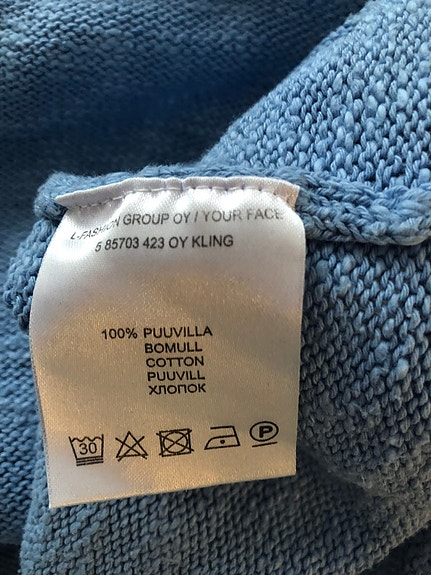 L-FASHION GROUP OY / YOUR FACE
5 85703 423 OY KLING
100% PUUVILLA
BOMULL
COTTON
PUUVILL
ХЛОПОК
30 P